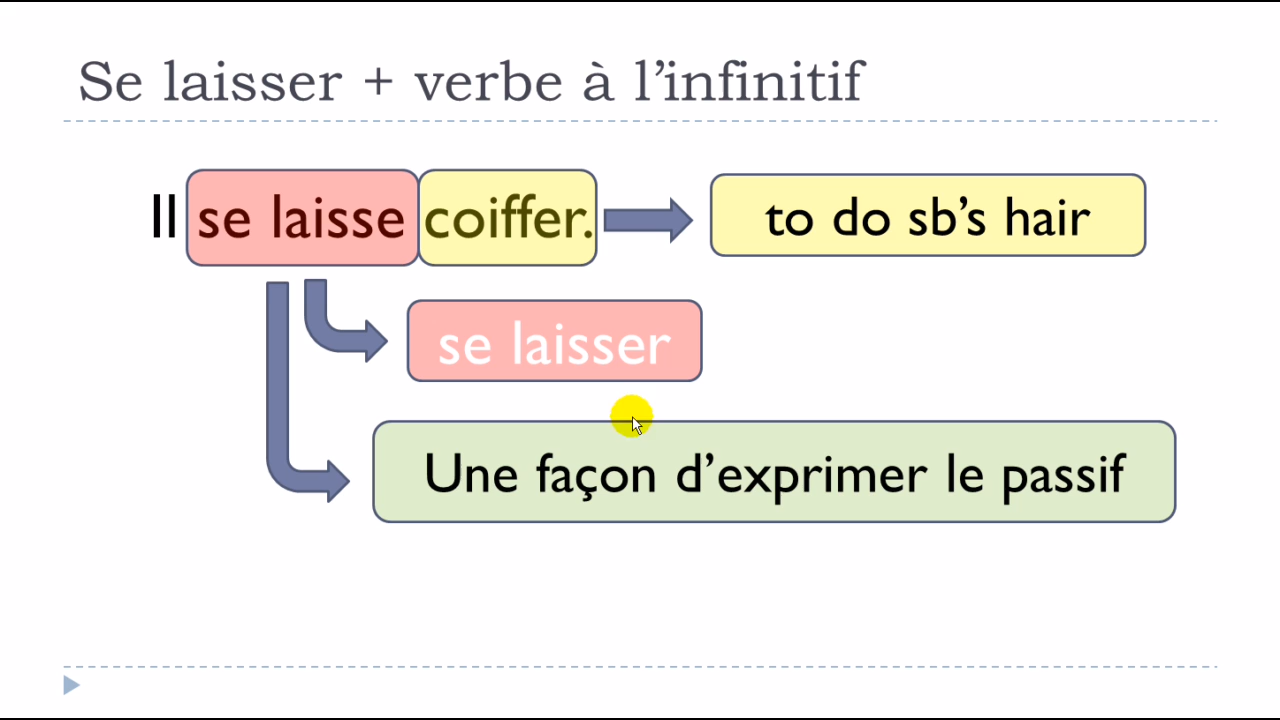 Se laisser + verbe à l’infinitif
Il se laisse coiffer.
to do sb’s hair
se laisser
Une façon d’exprimer le passif